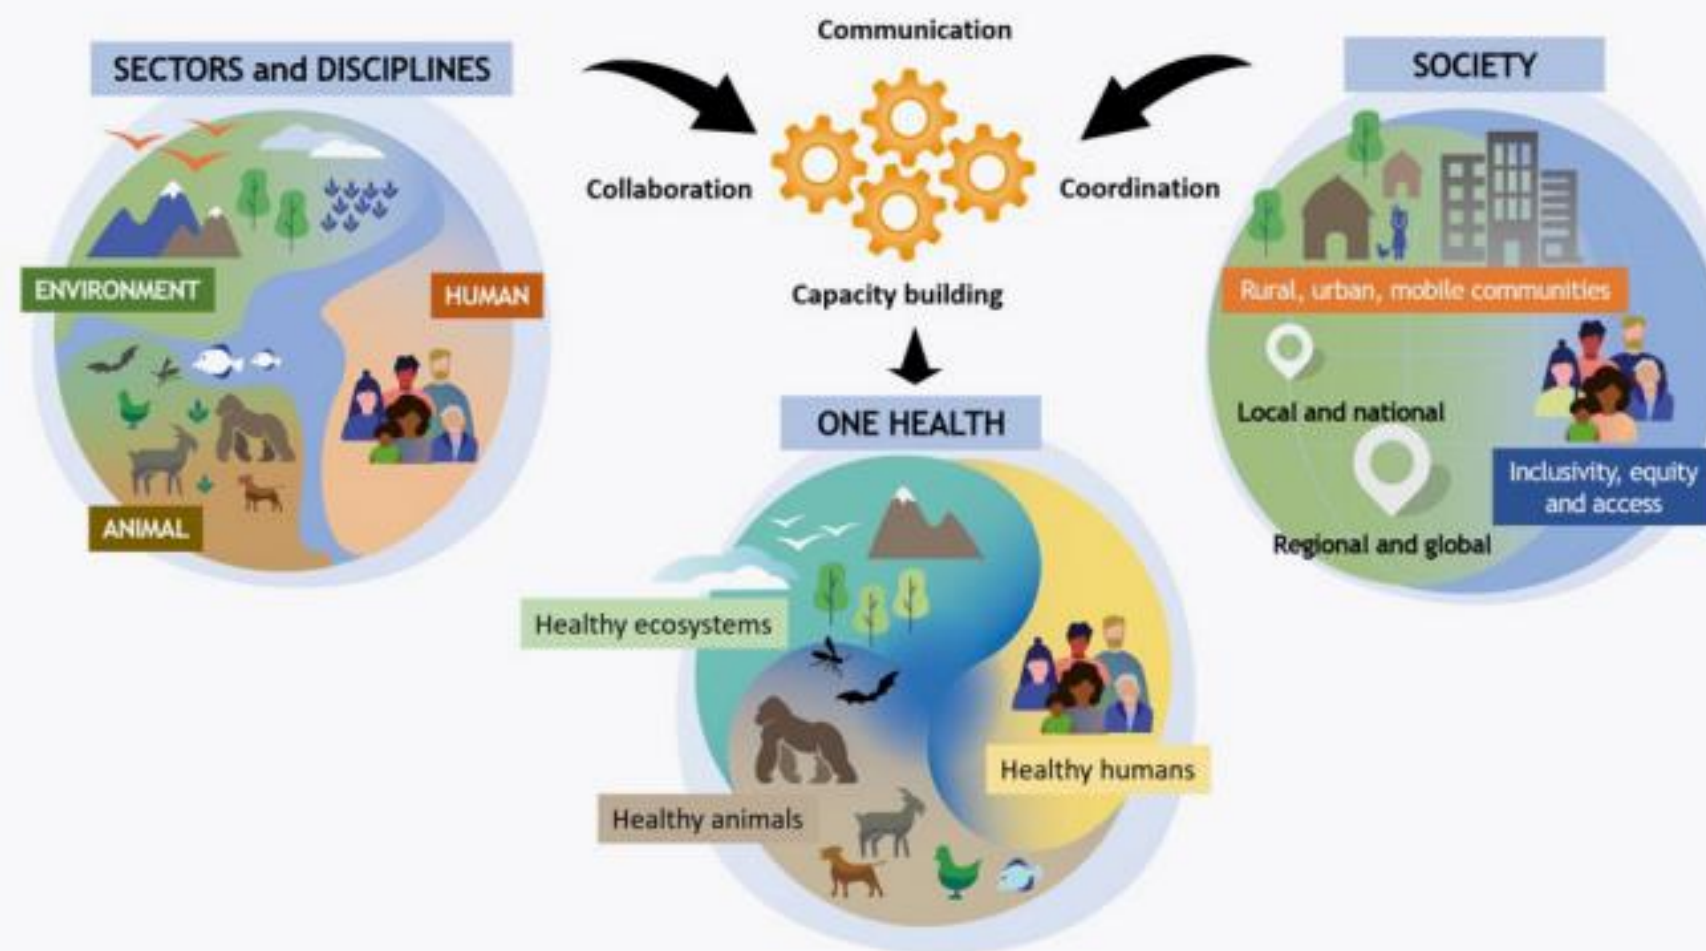 SECTORS and DISCIPLINES
ENVIRONMENT
HUMAN
ANIMAL
Communication
Collaboration
Coordination
Capacity building
SOCIETY
Rural, urban, mobile communities
Local and national
Inclusivity, equity
and access
Regional and global
ONE HEALTH
Healthy ecosystems
Healthy humans
Healthy animals